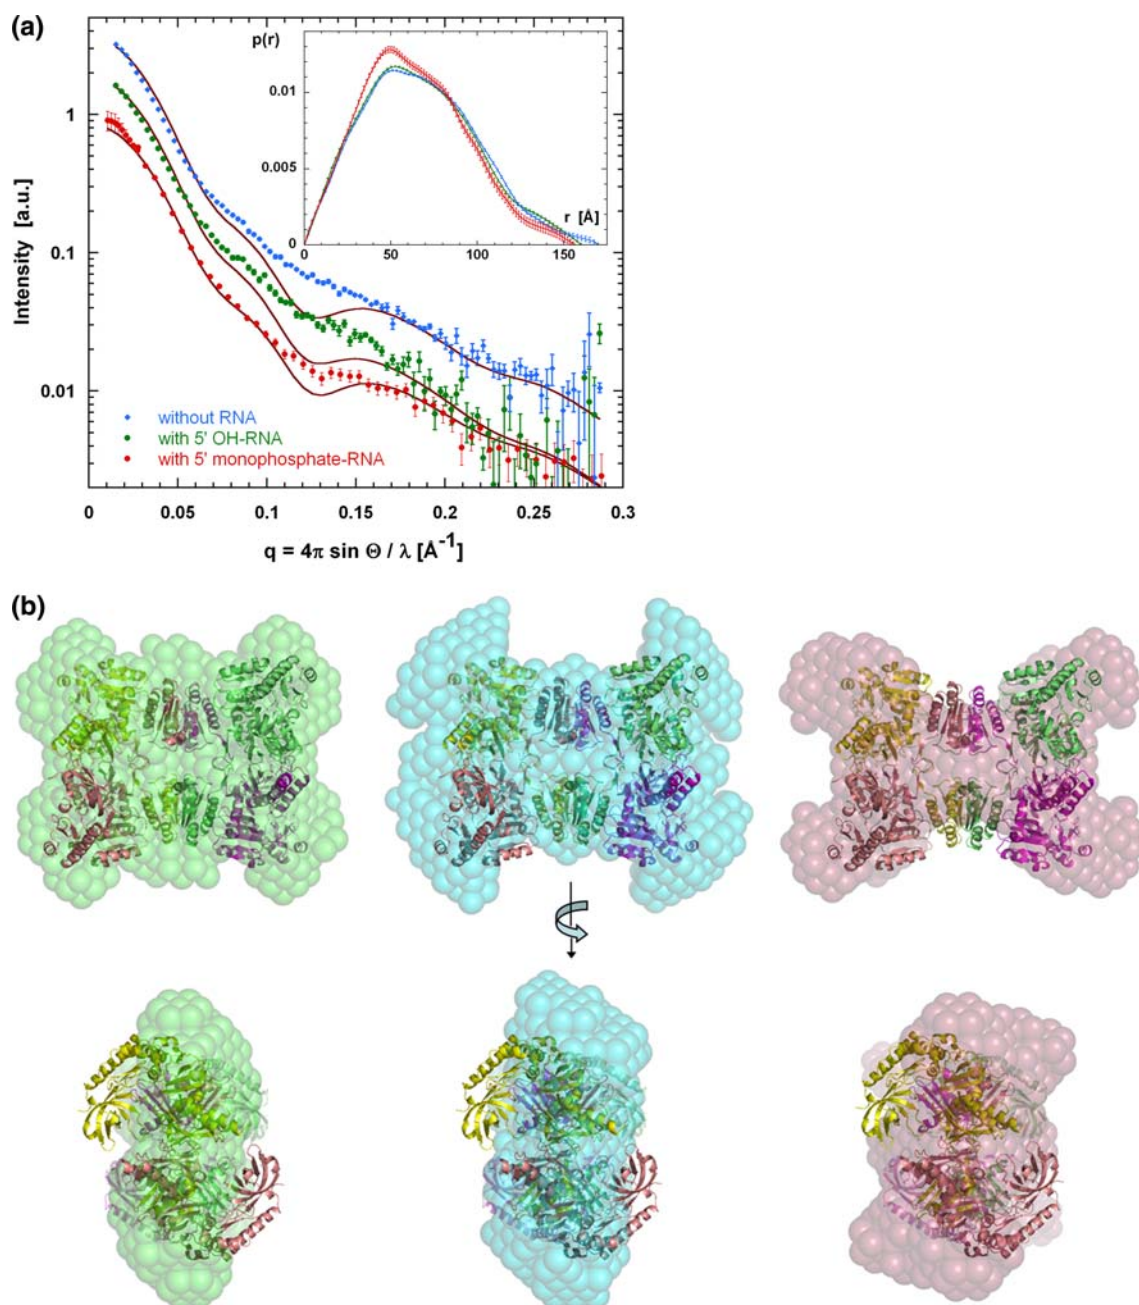 (a)
p(r)
0.01
0.005
0
0
50
100
150
r [Å]
1
0.1
0.01
Intensity [a.u.]
without RNA
with 5' OH-RNA
with 5' monophosphate-RNA
0
0.05
0.1
0.15
0.2
0.25
0.3
q = 4π sin Θ / λ [Å⁻¹]
(b)